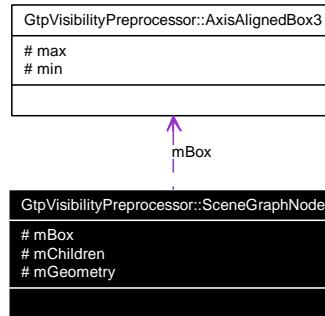 GtpVisibilityPreprocessor::AxisAlignedBox3
# max
# min
mBox
GtpVisibilityPreprocessor::SceneGraphNode
# mBox
# mChildren
# mGeometry